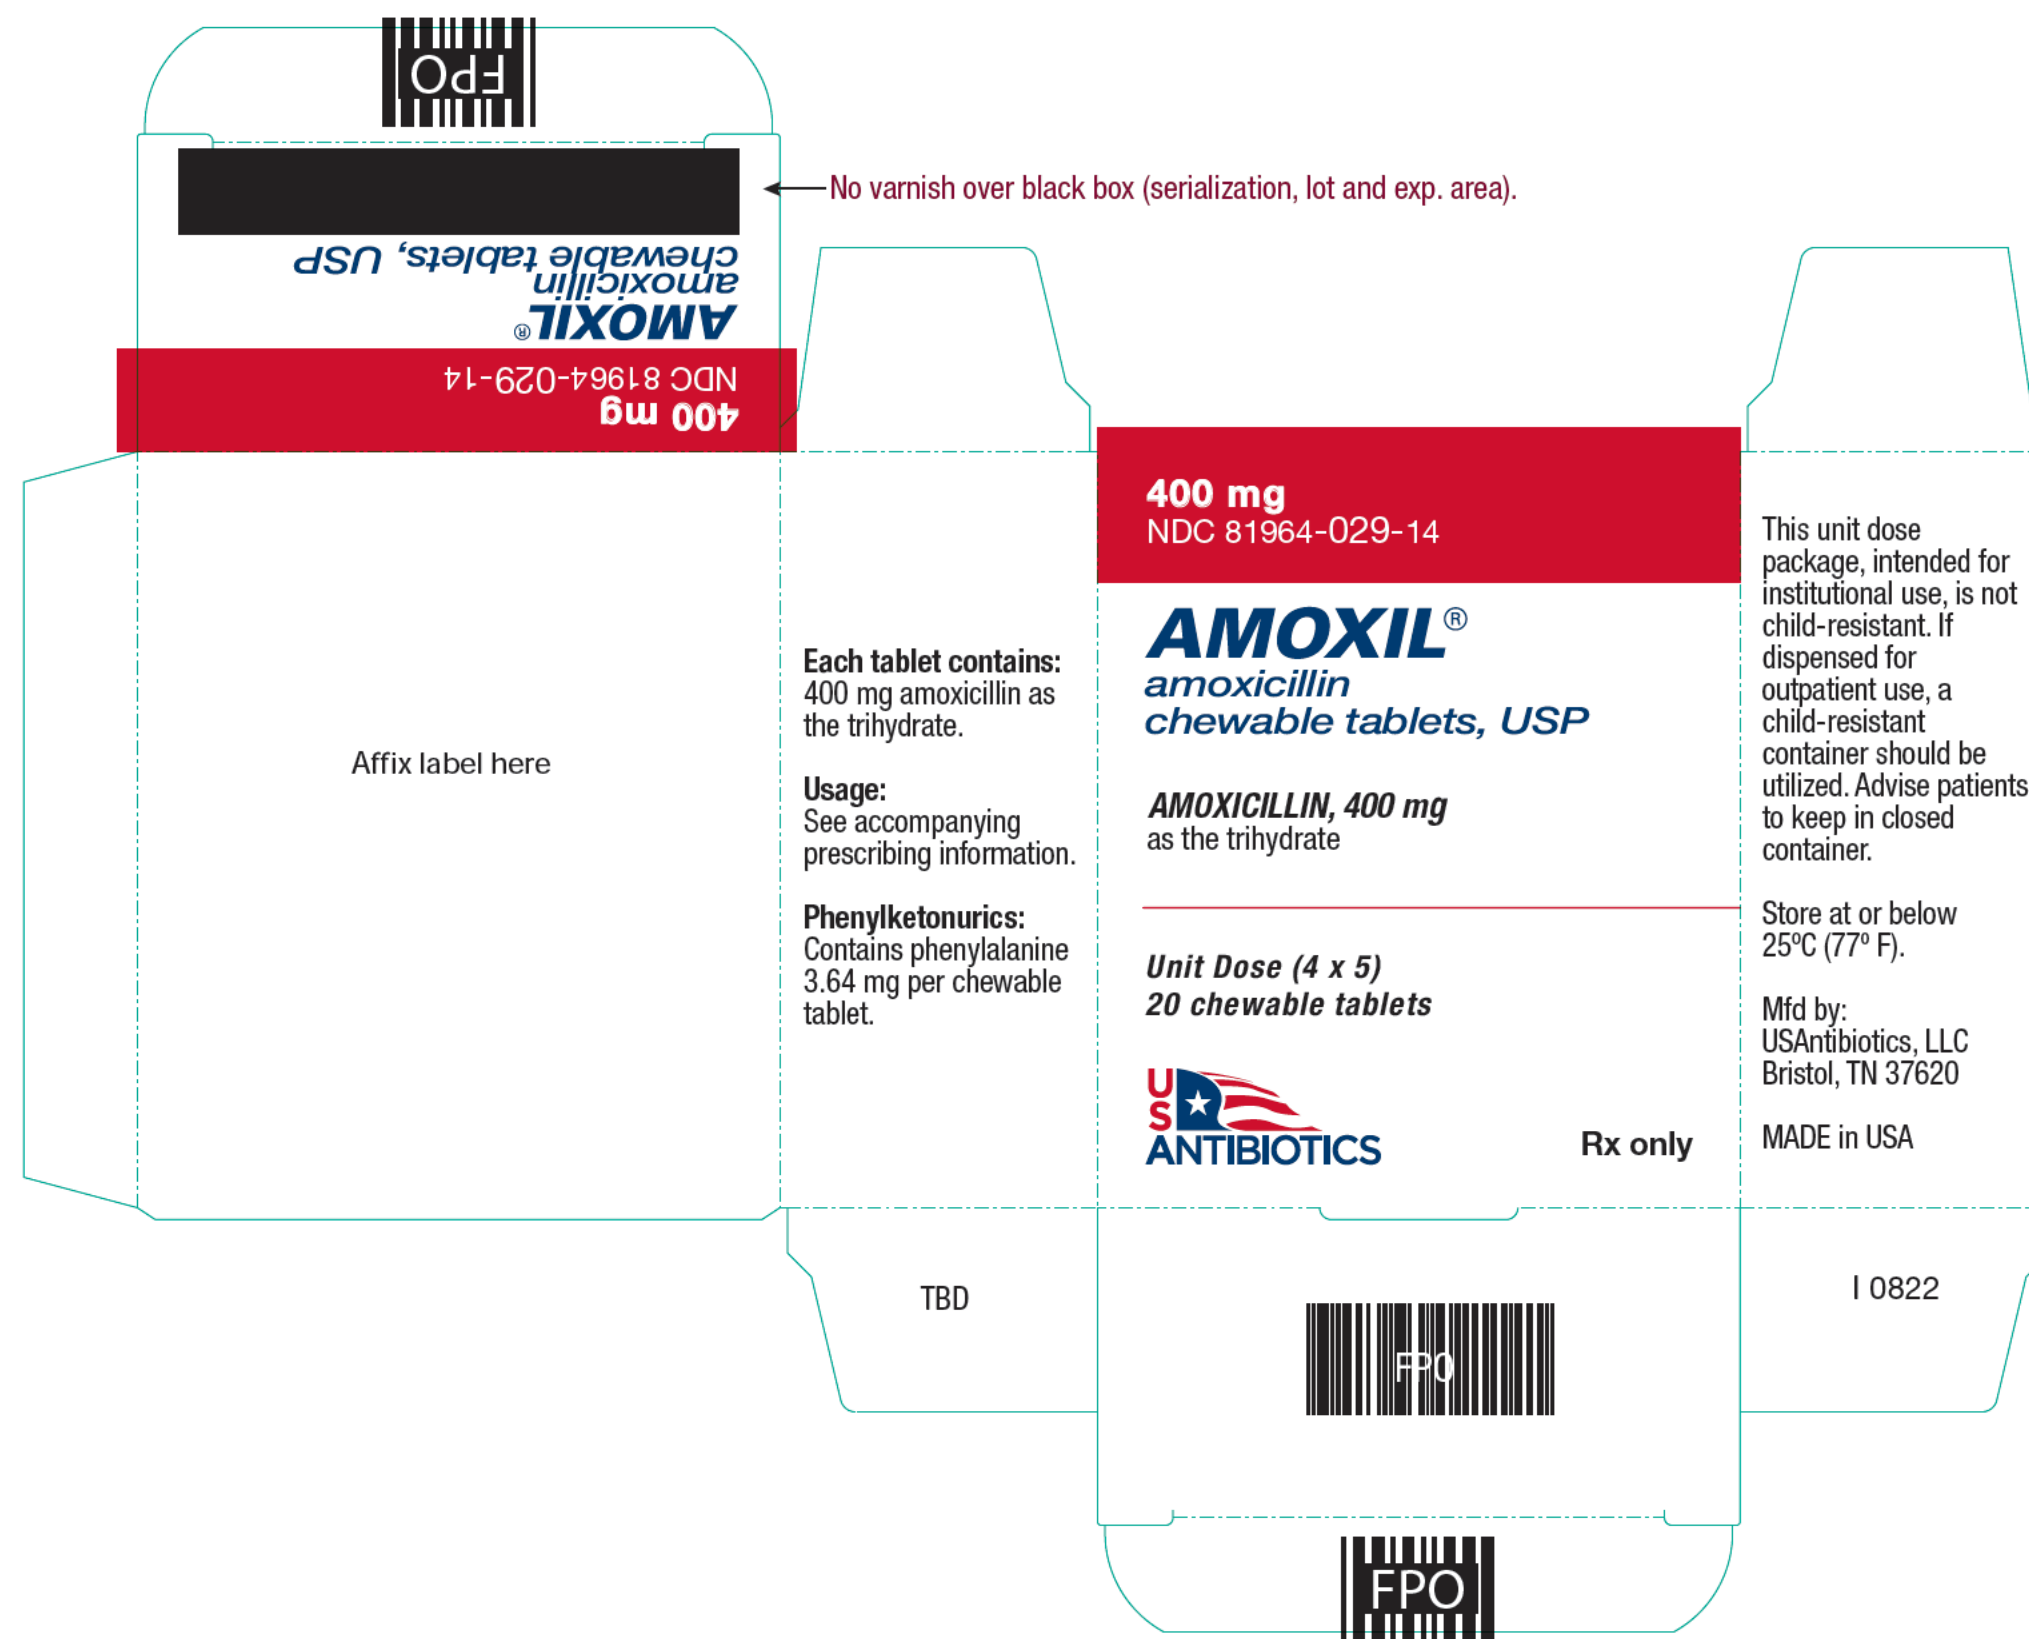 FPO
No varnish over black box (serialization, lot and exp. area).
400 mg
NDC 81964-029-14
AMOXIL®
amoxicillin
chewable tablets, USP
Affix label here
Each tablet contains:
400 mg amoxicillin as
the trihydrate.
Usage:
See accompanying
prescribing information.
Phenylketonurics:
Contains phenylalanine
3.64 mg per chewable
tablet.
TBD
400 mg
NDC 81964-029-14
AMOXIL®
amoxicillin
chewable tablets, USP
AMOXICILLIN, 400 mg
as the trihydrate
Unit Dose (4 x 5)
20 chewable tablets
US
ANTIBIOTICS
Rx only
FPO
FPO
This unit dose
package, intended for
institutional use, is not
child-resistant. If
dispensed for
outpatient use, a
child-resistant
container should be
utilized. Advise patients
to keep in closed
container.
Store at or below
25ºC (77º F).
Mfd by:
USAntibiotics, LLC
Bristol, TN 37620
MADE in USA
I 0822